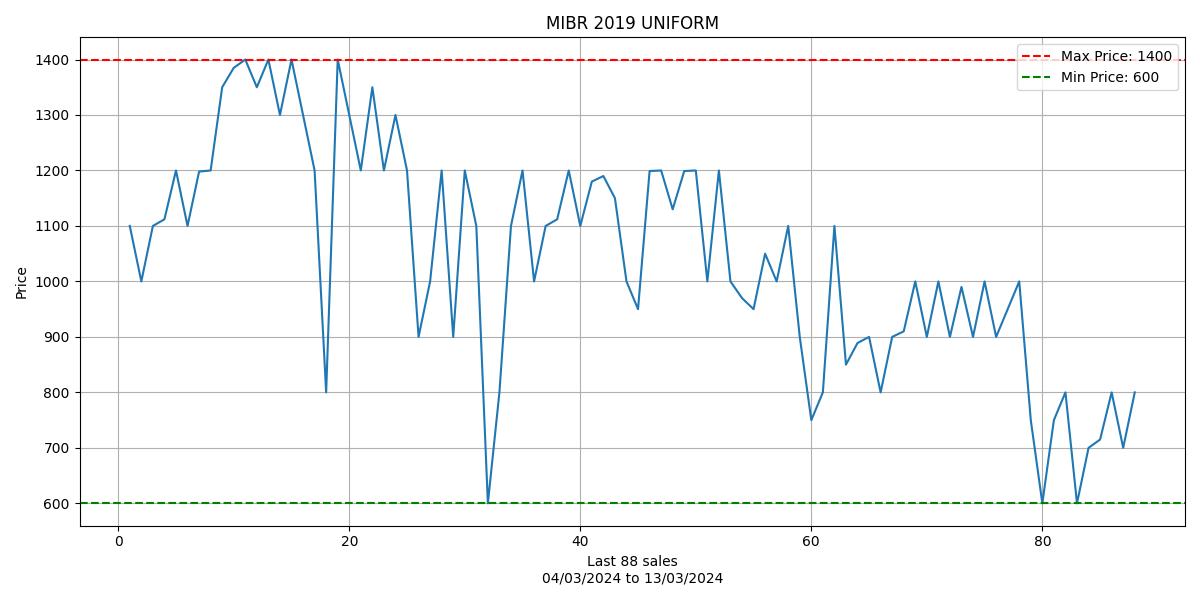 MIBR 2019 UNIFORM
Max Price: 1400
Min Price: 600
Price
1400
1300
1200
1100
1000
900
800
700
600
0 20 40 60 80
Last 88 sales
04/03/2024 to 13/03/2024